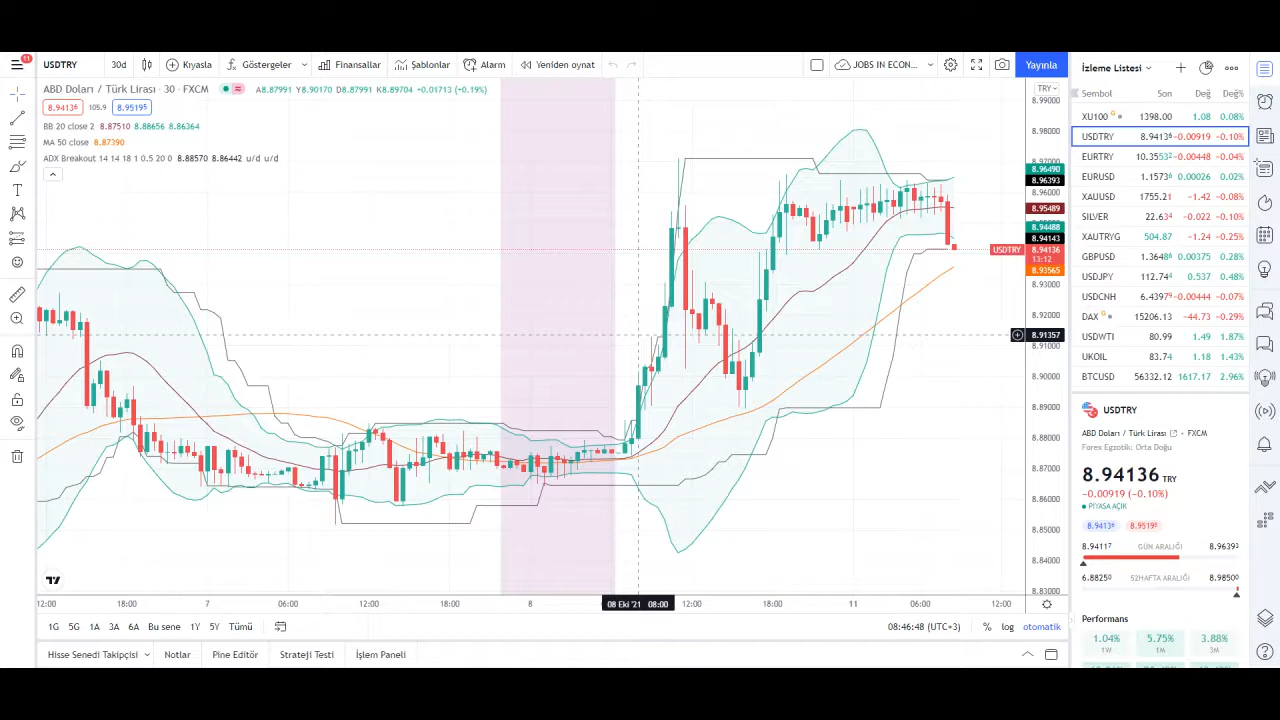 11
USDTRY 30d Kıyasla Göstergeler Finansallar Şablonlar Alarm Yeniden oynat JOBS IN ECON... Yayınla
ABD Doları / Türk Lirası · 30 · FXCM A8.87991 Y8.90170 D8.87991 K8.89704 +0.01713 (+0.19%)
8.94136 105.9 8.95195
BB 20 close 2 8.87510 8.88656 8.86364
MA 50 close 8.87390
ADX Breakout 14 14 18 1 0.5 20 0 8.88570 8.86442 u/d u/d
TRY
8.99000
8.98000
8.97000
8.96490
8.96393
8.96000
8.95489
8.94488
8.94143
USDTRY 8.94136
13:12
8.93565
8.93000
8.92000
8.91357
8.91000
8.90000
8.89000
8.88000
8.87000
8.86000
8.85000
8.84000
8.83000
12:00 18:00 7 06:00 12:00 18:00 8 08 Eki '21 08:00 12:00 18:00 11 06:00 12:00
1G 5G 1A 3A 6A Bu sene 1Y 5Y Tümü 08:46:48 (UTC+3) % log otomatik
Hisse Senedi Takipçisi Notlar Pine Editör Strateji Testi İşlem Paneli
İzleme Listesi
Sembol Son Değ Değ%
XU100 1398.00 1.08 0.08%
USDTRY 8.94136 -0.00919 -0.10%
EURTRY 10.35532 -0.00448 -0.04%
EURUSD 1.15736 0.00026 0.02%
XAUUSD 1755.21 -1.42 -0.08%
SILVER 22.634 -0.022 -0.10%
XAUTRYG 504.87 -1.24 -0.25%
GBPUSD 1.36486 0.00375 0.28%
USDJPY 112.744 0.537 0.48%
USDCNH 6.43979 -0.00444 -0.07%
DAX 15206.13 -44.73 -0.29%
USDWTI 80.99 1.49 1.87%
UKOIL 83.74 1.18 1.43%
BTCUSD 56332.12 1617.17 2.96%
USDTRY
ABD Doları / Türk Lirası · FXCM
Forex Egzotik: Orta Doğu
8.94136 TRY
-0.00919 (-0.10%)
PİYASA AÇIK
8.94136 8.95195
8.94117 GÜN ARALIĞI 8.96393
6.88250 52HAFTA ARALIĞI 8.98500
Performans
1.04% 5.75% 3.88%
1W 1M 3M